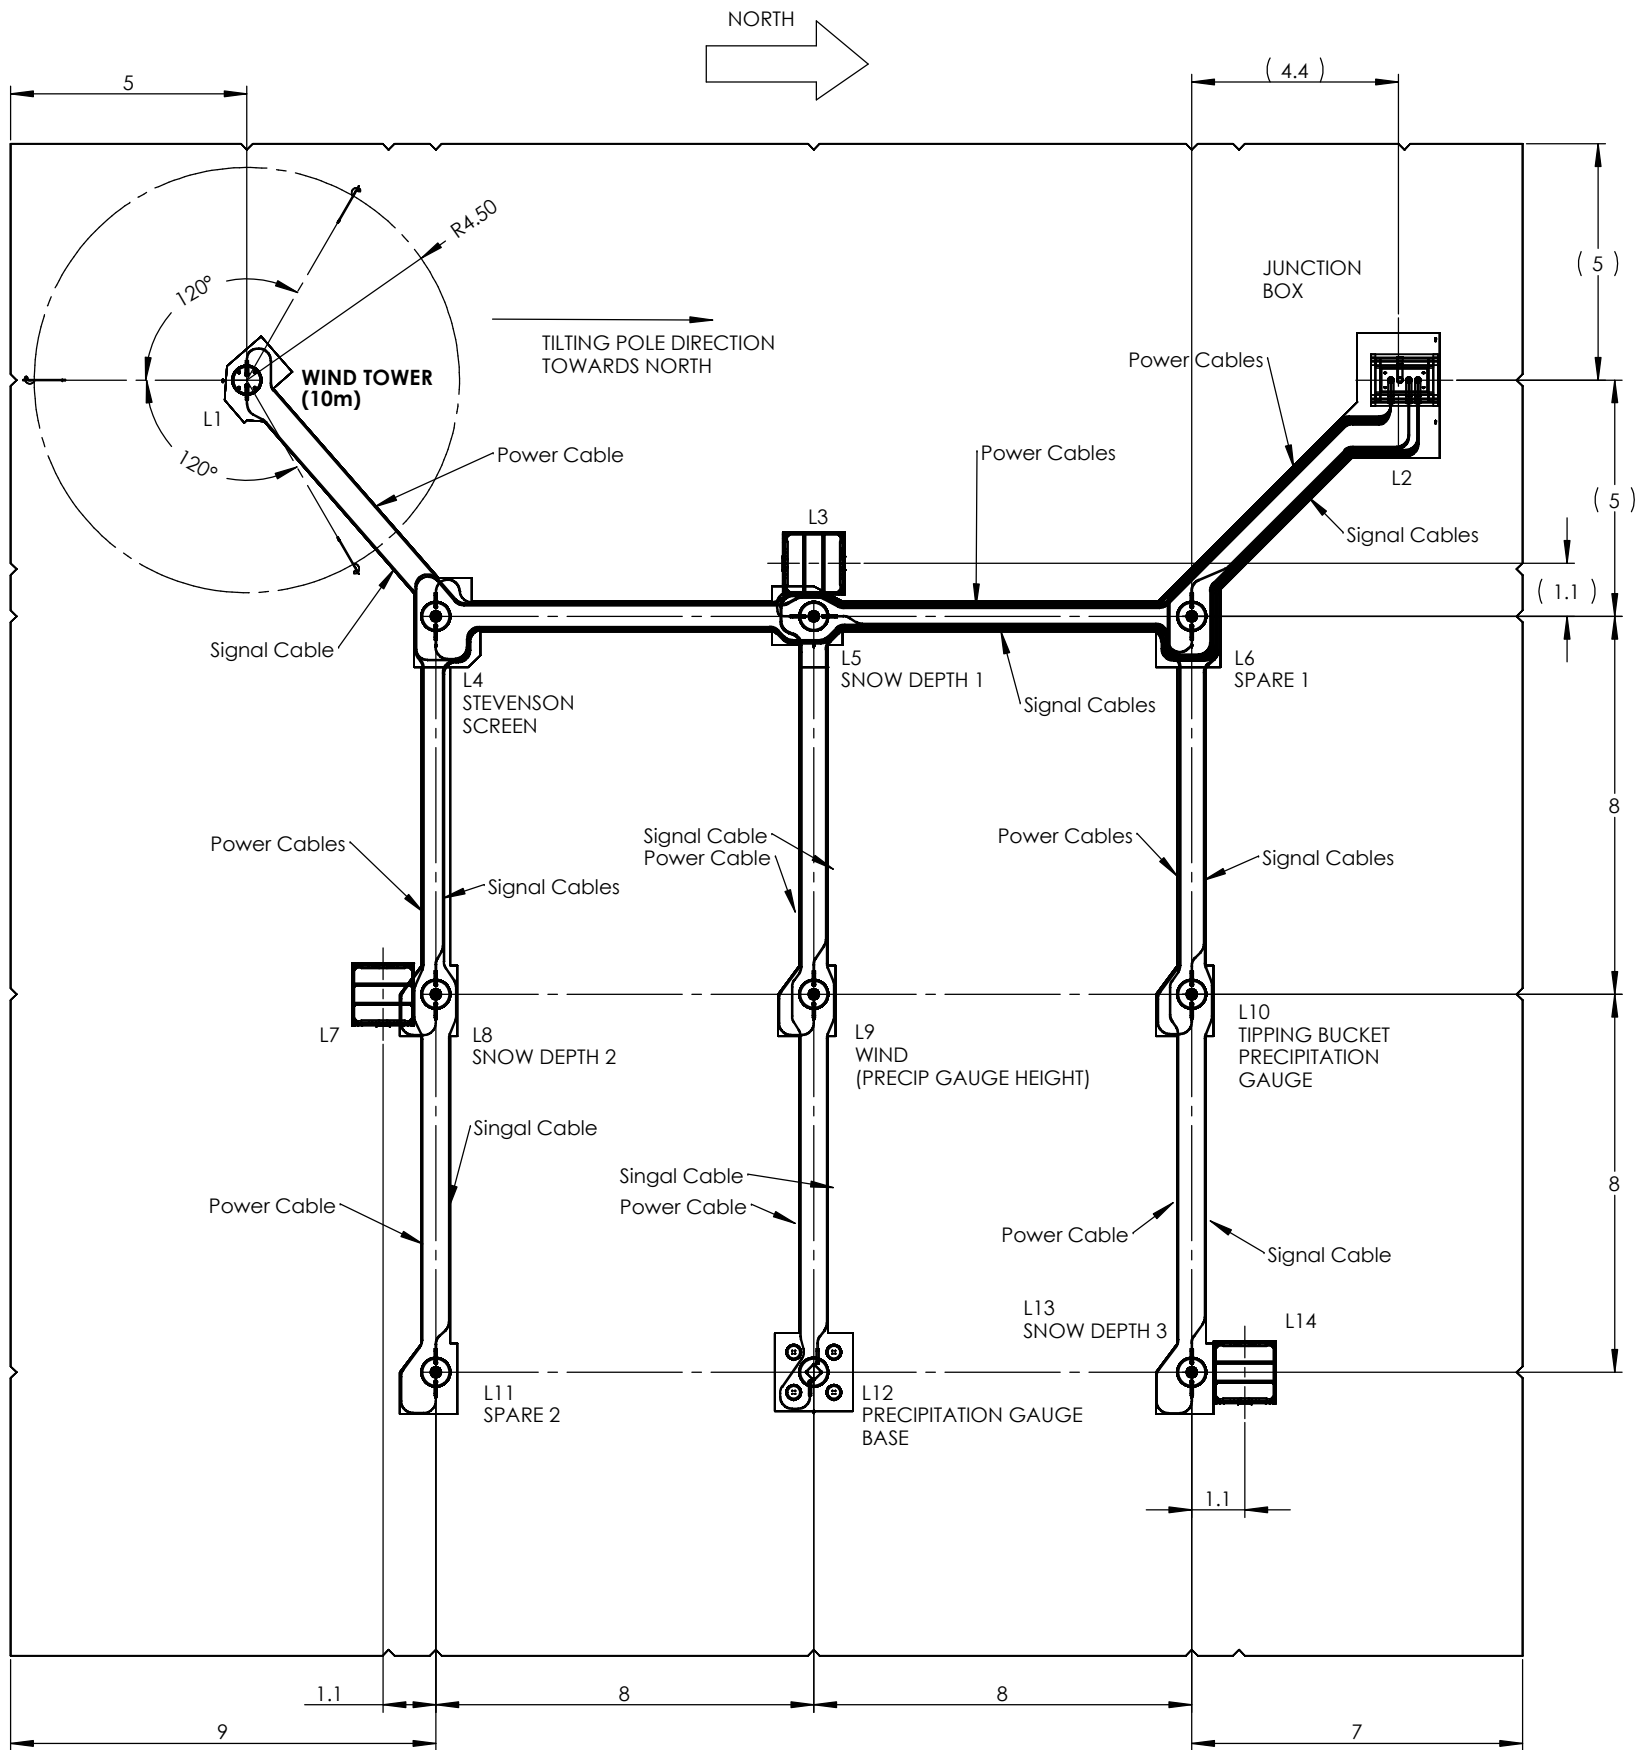 NORTH
5
( 4.4 )
R4.50
120°
( 5 )
JUNCTION
BOX
TILTING POLE DIRECTION
TOWARDS NORTH
WIND TOWER
(10m)
L1
Power Cables
120°
Power Cable
Power Cables
L2
( 5 )
L3
Signal Cables
( 1.1 )
Signal Cable
L4
STEVENSON
SCREEN
L5
SNOW DEPTH 1
L6
SPARE 1
Signal Cables
8
Power Cables
Signal Cables
Signal Cable
Power Cable
Power Cables
Signal Cables
L7
L8
SNOW DEPTH 2
L9
WIND
(PRECIP GAUGE HEIGHT)
L10
TIPPING BUCKET
PRECIPITATION
GAUGE
Singal Cable
Power Cable
Singal Cable
Power Cable
8
Power Cable
Signal Cable
L13
SNOW DEPTH 3
L14
L11
SPARE 2
L12
PRECIPITATION GAUGE
BASE
1.1
1.1
8
8
9
7